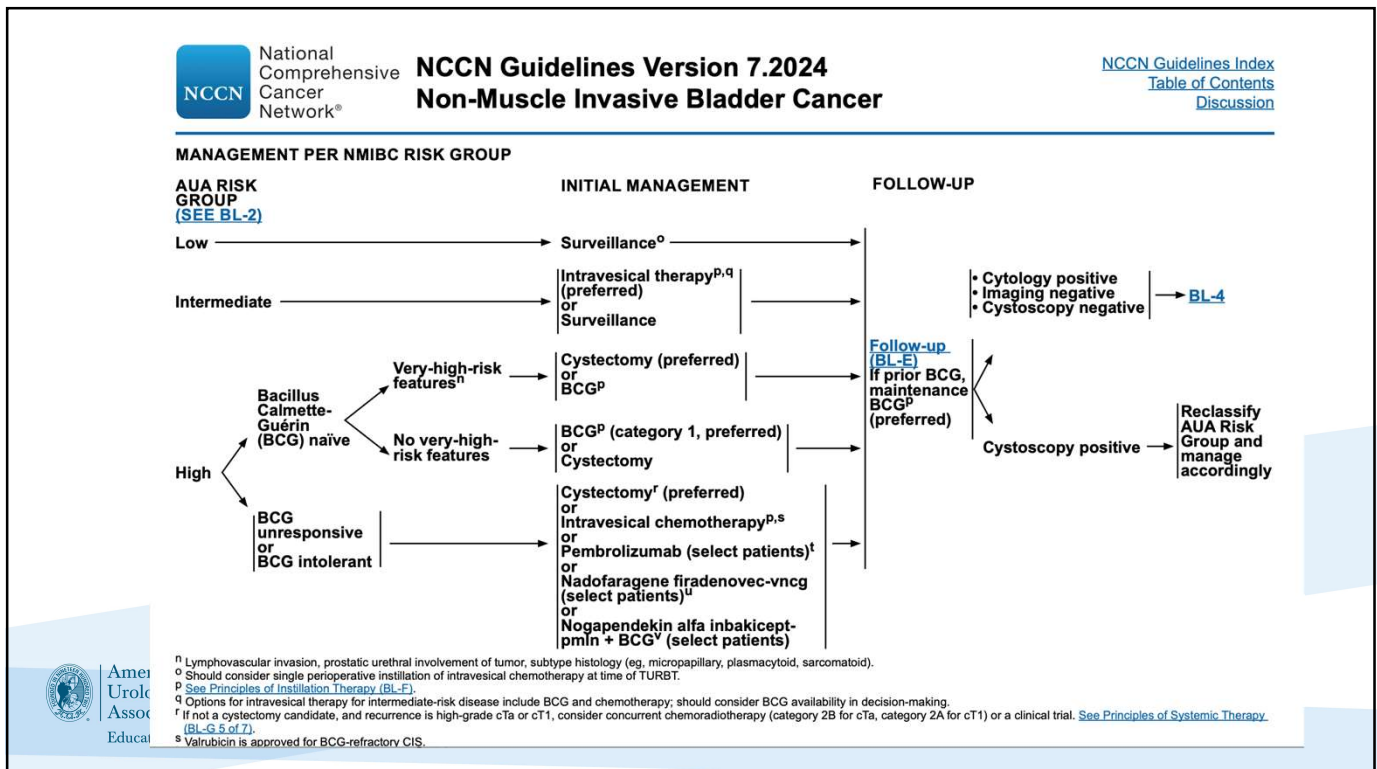 National
Comprehensive
Cancer
Network®
NCCN
NCCN Guidelines Version 7.2024
Non-Muscle Invasive Bladder Cancer
NCCN Guidelines Index
Table of Contents
Discussion
MANAGEMENT PER NMIBC RISK GROUP
AUA RISK
GROUP
(SEE BL-2)
INITIAL MANAGEMENT
FOLLOW-UP
Low
Surveillanceᵒ
Intermediate
Intravesical therapyᵖ,q
(preferred)
or
Surveillance
High
Bacillus
Calmette-
Guérin
(BCG) naïve
Very-high-risk
featuresⁿ
Cystectomy (preferred)
or
BCGᵖ
No very-high-
risk features
BCGᵖ (category 1, preferred)
or
Cystectomy
BCG
unresponsive
or
BCG intolerant
Cystectomyʳ (preferred)
or
Intravesical chemotherapyᵖ,ˢ
or
Pembrolizumab (select patients)ᵗ
or
Nadofaragene firadenovec-vncg
(select patients)ᵘ
or
Nogapendekin alfa inbakicept-
pmln + BCGᵛ (select patients)
Follow-up
(BL-E)
If prior BCG,
maintenance
BCGᵖ
(preferred)
• Cytology positive
• Imaging negative
• Cystoscopy negative
BL-4
Cystoscopy positive
Reclassify
AUA Risk
Group and
manage
accordingly
ⁿ Lymphovascular invasion, prostatic urethral involvement of tumor, subtype histology (eg, micropapillary, plasmacytoid, sarcomatoid).
ᵒ Should consider single perioperative instillation of intravesical chemotherapy at time of TURBT.
ᵖ See Principles of Instillation Therapy (BL-F).
q Options for intravesical therapy for intermediate-risk disease include BCG and chemotherapy; should consider BCG availability in decision-making.
ʳ If not a cystectomy candidate, and recurrence is high-grade cTa or cT1, consider concurrent chemoradiotherapy (category 2B for cTa, category 2A for cT1) or a clinical trial. See Principles of Systemic Therapy
(BL-G 5 of 7).
ˢ Valrubicin is approved for BCG-refractory CIS.
Amer
Urolo
Assoc
Educat